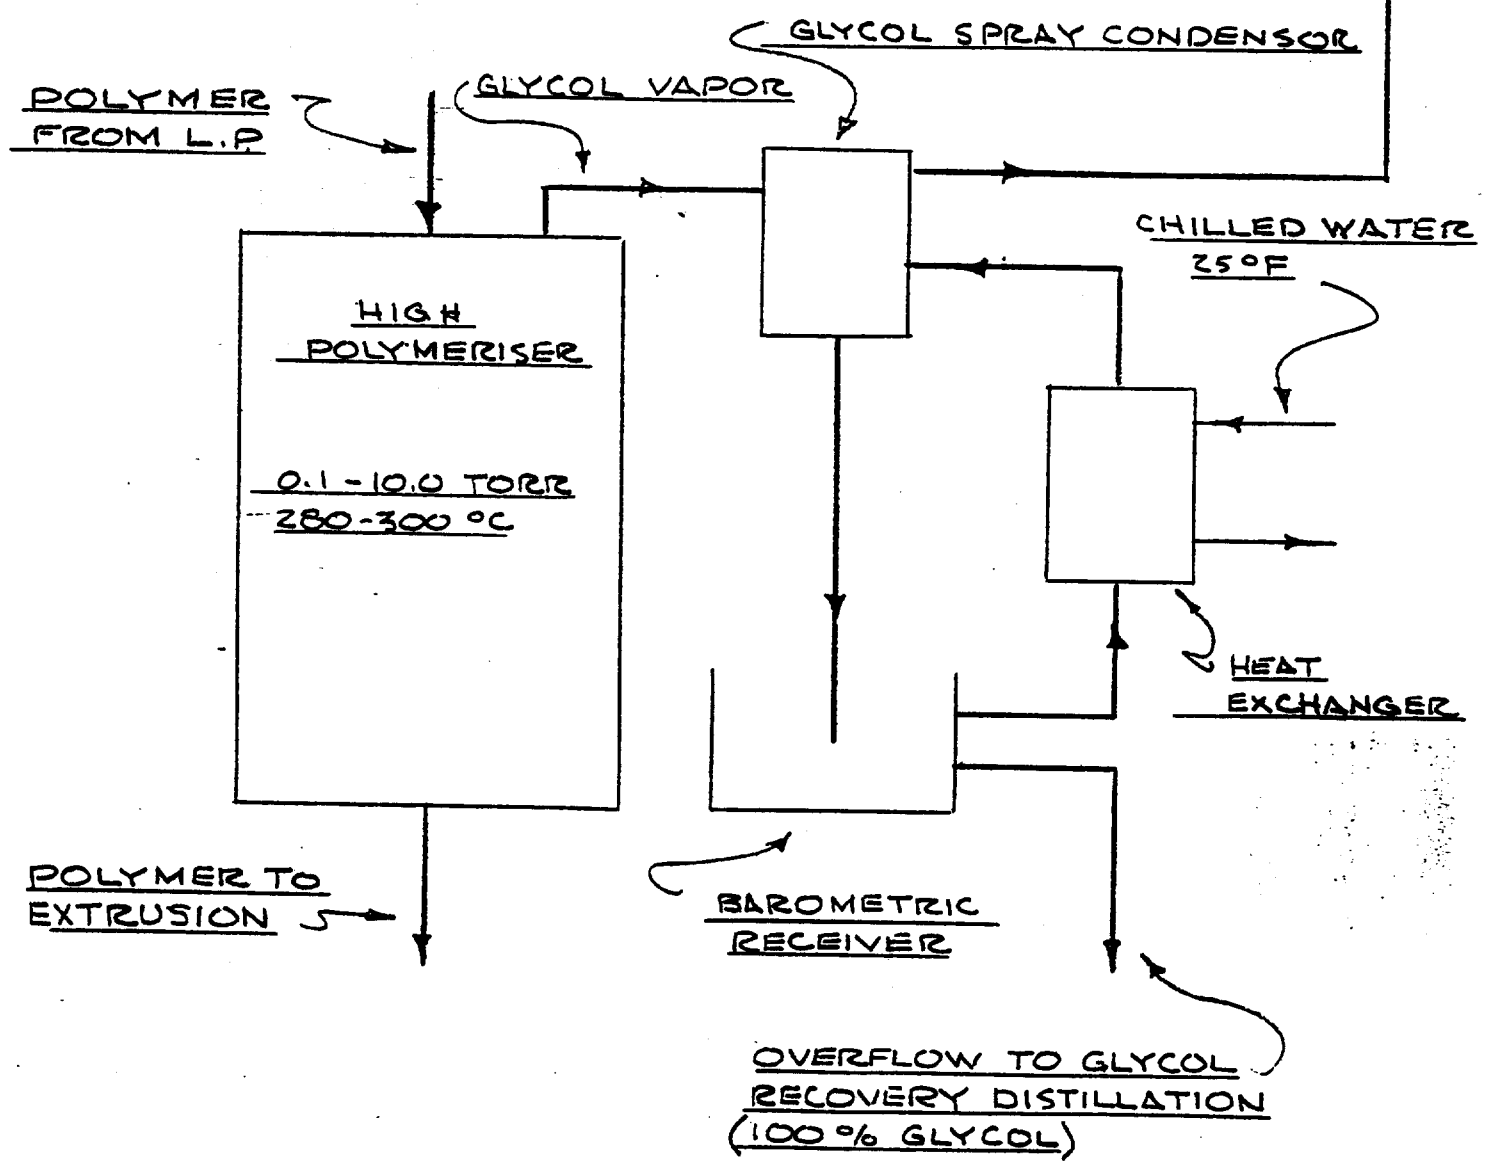 GLYCOL SPRAY CONDENSOR
GLYCOL VAPOR
POLYMER
FROM L.P
CHILLED WATER
25°F
HIGH
POLYMERISER
0.1-10.0 TORR
280-300 °C
HEAT
EXCHANGER
POLYMER TO
EXTRUSION
BAROMETRIC
RECEIVER
OVERFLOW TO GLYCOL
RECOVERY DISTILLATION
(100% GLYCOL)